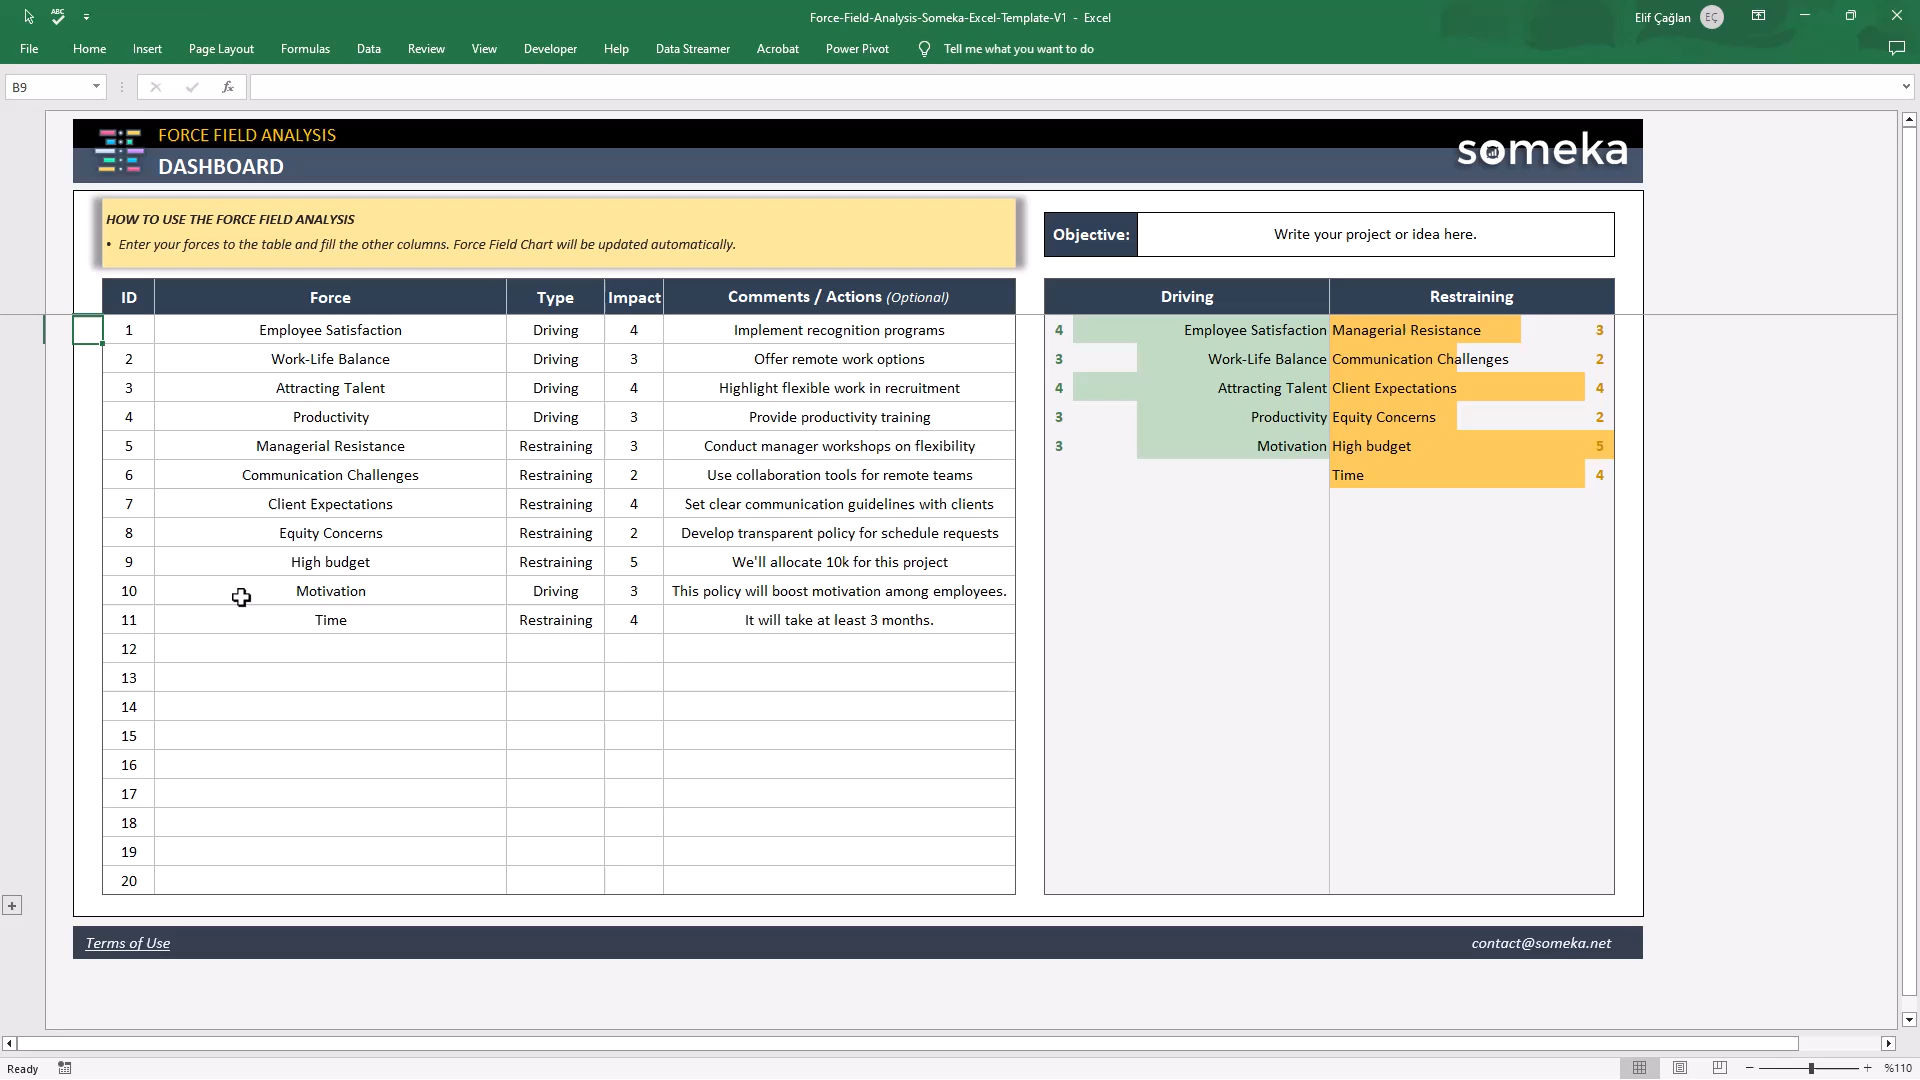 ABC
Force-Field-Analysis-Someka-Excel-Template-V1 - Excel
Elif Çağlan
EÇ
File Home Insert Page Layout Formulas Data Review View Developer Help Data Streamer Acrobat Power Pivot Tell me what you want to do
B9
fx
FORCE FIELD ANALYSIS
DASHBOARD
someka
HOW TO USE THE FORCE FIELD ANALYSIS
• Enter your forces to the table and fill the other columns. Force Field Chart will be updated automatically.
Objective: Write your project or idea here.
ID Force Type Impact Comments / Actions (Optional)
1 Employee Satisfaction Driving 4 Implement recognition programs
2 Work-Life Balance Driving 3 Offer remote work options
3 Attracting Talent Driving 4 Highlight flexible work in recruitment
4 Productivity Driving 3 Provide productivity training
5 Managerial Resistance Restraining 3 Conduct manager workshops on flexibility
6 Communication Challenges Restraining 2 Use collaboration tools for remote teams
7 Client Expectations Restraining 4 Set clear communication guidelines with clients
8 Equity Concerns Restraining 2 Develop transparent policy for schedule requests
9 High budget Restraining 5 We'll allocate 10k for this project
10 Motivation Driving 3 This policy will boost motivation among employees.
11 Time Restraining 4 It will take at least 3 months.
12
13
14
15
16
17
18
19
20
Driving Restraining
4 Employee Satisfaction Managerial Resistance 3
3 Work-Life Balance Communication Challenges 2
4 Attracting Talent Client Expectations 4
3 Productivity Equity Concerns 2
3 Motivation High budget 5
Time 4
Terms of Use
contact@someka.net
Ready
%110